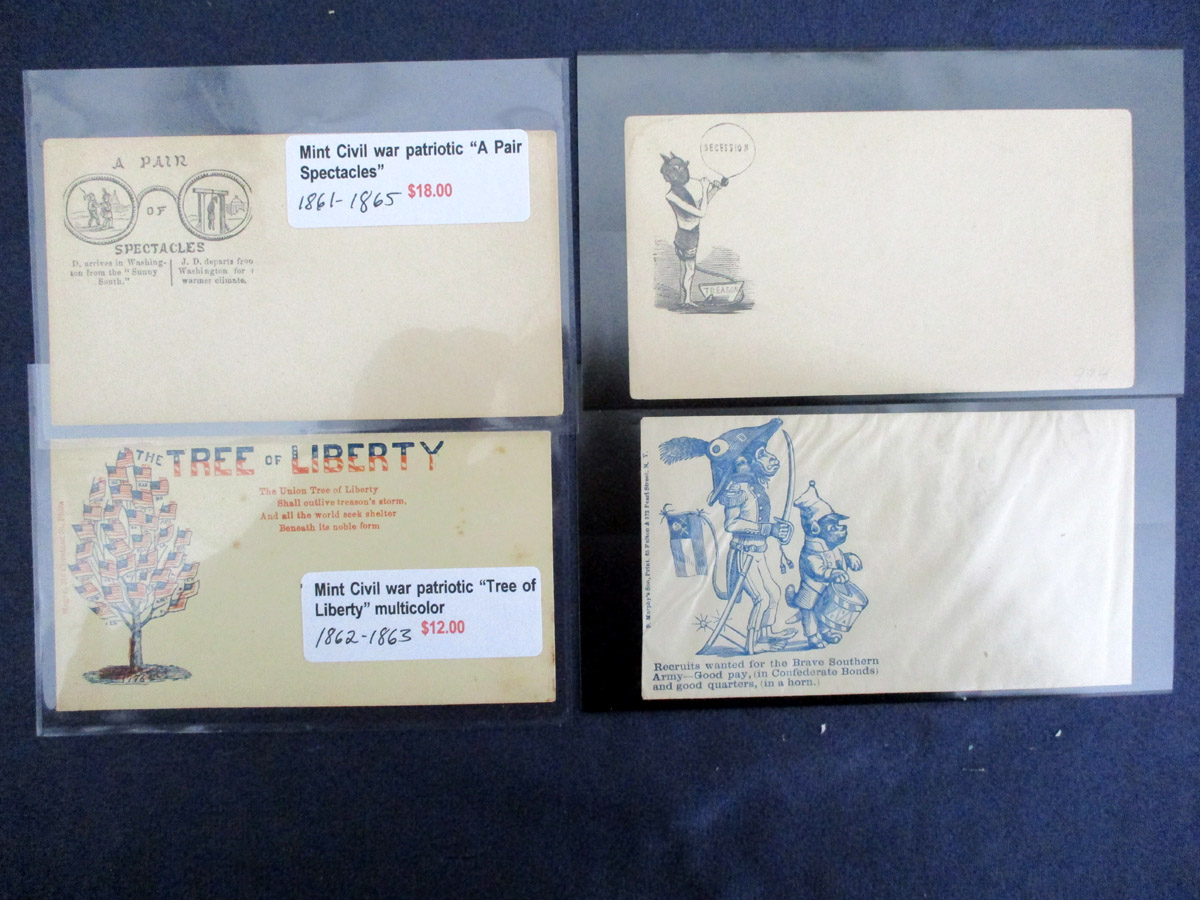 A PAIR
OF
SPECTACLES
D. arrives in Washing-
ton from the "Sunny
South."
J. D. departs from
Washington for
warmer climate.
Mint Civil war patriotic “A Pair
Spectacles”
1861-1865 $18.00
THE TREE OF LIBERTY
The Union Tree of Liberty
Shall outlive treason's storm,
And all the world seek shelter
Beneath its noble form
1776
Mint Civil war patriotic “Tree of
Liberty” multicolor
1862-1863 $12.00
SECESSION
TREASON
Recruits wanted for the Brave Southern
Army—Good pay, (in Confederate Bonds)
and good quarters, (in a horn.)